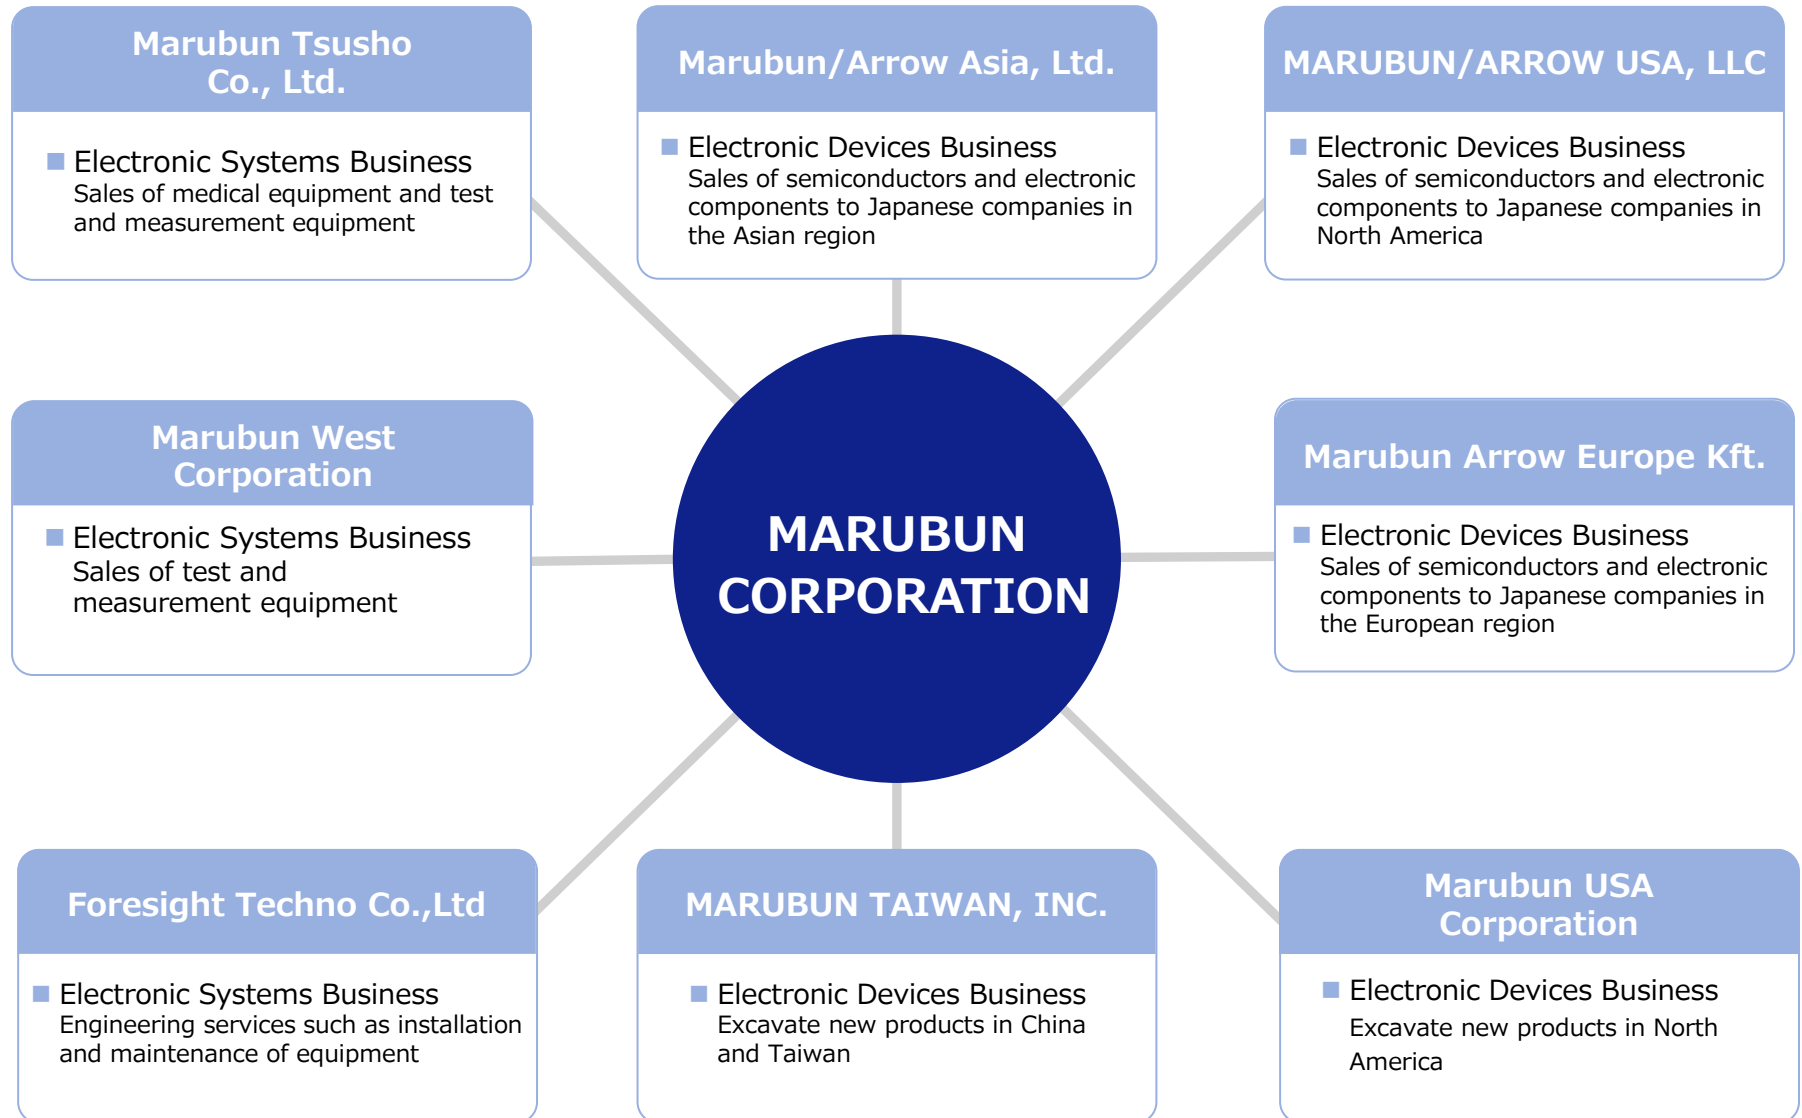 Marubun Tsusho
Co., Ltd.
■ Electronic Systems Business
Sales of medical equipment and test
and measurement equipment
Marubun/Arrow Asia, Ltd.
■ Electronic Devices Business
Sales of semiconductors and electronic
components to Japanese companies in
the Asian region
MARUBUN/ARROW USA, LLC
■ Electronic Devices Business
Sales of semiconductors and electronic
components to Japanese companies in
North America
Marubun West
Corporation
■ Electronic Systems Business
Sales of test and
measurement equipment
MARUBUN
CORPORATION
Marubun Arrow Europe Kft.
■ Electronic Devices Business
Sales of semiconductors and electronic
components to Japanese companies in
the European region
Foresight Techno Co.,Ltd
■ Electronic Systems Business
Engineering services such as installation
and maintenance of equipment
MARUBUN TAIWAN, INC.
■ Electronic Devices Business
Excavate new products in China
and Taiwan
Marubun USA
Corporation
■ Electronic Devices Business
Excavate new products in North
America